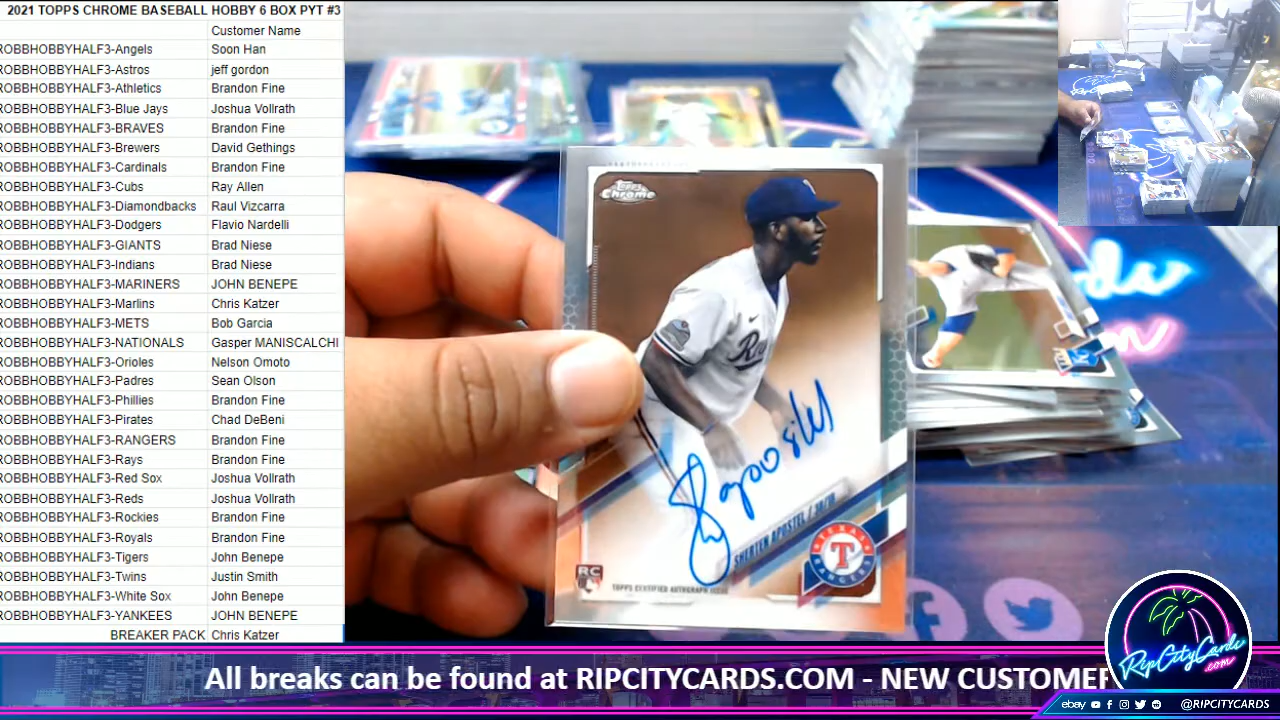 2021 TOPPS CHROME BASEBALL HOBBY 6 BOX PYT #3
Customer Name
ROBBHOBBYHALF3-Angels Soon Han
ROBBHOBBYHALF3-Astros jeff gordon
ROBBHOBBYHALF3-Athletics Brandon Fine
ROBBHOBBYHALF3-Blue Jays Joshua Vollrath
ROBBHOBBYHALF3-BRAVES Brandon Fine
ROBBHOBBYHALF3-Brewers David Gethings
ROBBHOBBYHALF3-Cardinals Brandon Fine
ROBBHOBBYHALF3-Cubs Ray Allen
ROBBHOBBYHALF3-Diamondbacks Raul Vizcarra
ROBBHOBBYHALF3-Dodgers Flavio Nardelli
ROBBHOBBYHALF3-GIANTS Brad Niese
ROBBHOBBYHALF3-Indians Brad Niese
ROBBHOBBYHALF3-MARINERS JOHN BENEPE
ROBBHOBBYHALF3-Marlins Chris Katzer
ROBBHOBBYHALF3-METS Bob Garcia
ROBBHOBBYHALF3-NATIONALS Gasper MANISCALCHI
ROBBHOBBYHALF3-Orioles Nelson Omoto
ROBBHOBBYHALF3-Padres Sean Olson
ROBBHOBBYHALF3-Phillies Brandon Fine
ROBBHOBBYHALF3-Pirates Chad DeBeni
ROBBHOBBYHALF3-RANGERS Brandon Fine
ROBBHOBBYHALF3-Rays Brandon Fine
ROBBHOBBYHALF3-Red Sox Joshua Vollrath
ROBBHOBBYHALF3-Reds Joshua Vollrath
ROBBHOBBYHALF3-Rockies Brandon Fine
ROBBHOBBYHALF3-Royals Brandon Fine
ROBBHOBBYHALF3-Tigers John Benepe
ROBBHOBBYHALF3-Twins Justin Smith
ROBBHOBBYHALF3-White Sox John Benepe
ROBBHOBBYHALF3-YANKEES JOHN BENEPE
BREAKER PACK Chris Katzer
Topps
Chrome
SHERTEN APOSTEL / 3B/1B
TEXAS
T
RANGERS
RC
TOPPS CERTIFIED AUTOGRAPH ISSUE
RipCityCards
.com
All breaks can be found at RIPCITYCARDS.COM - NEW CUSTOMER
ebay @RIPCITYCARDS